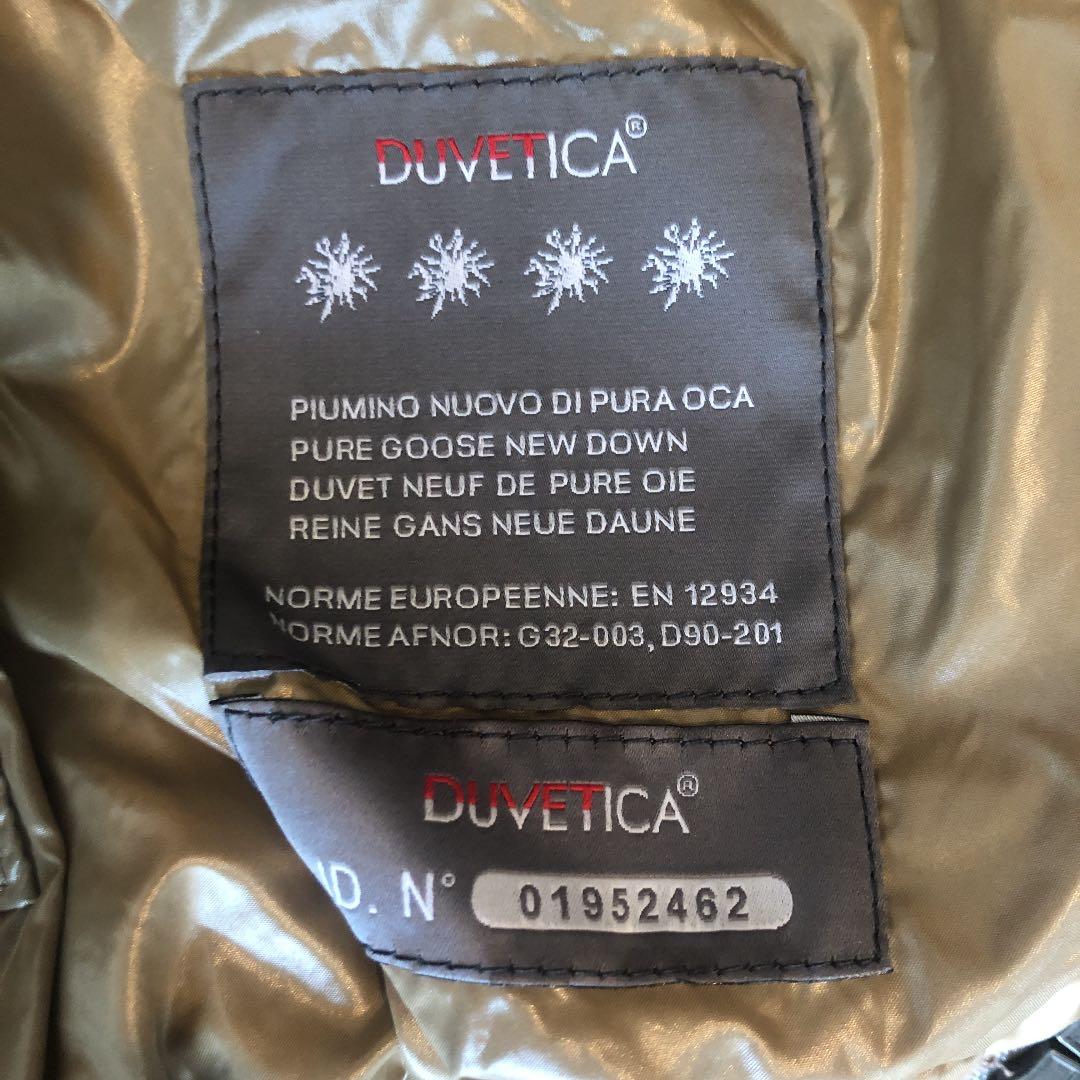 DUVETICA®
PIUMINO NUOVO DI PURA OCA
PURE GOOSE NEW DOWN
DUVET NEUF DE PURE OIE
REINE GANS NEUE DAUNE
NORME EUROPEENNE: EN 12934
NORME AFNOR: G32-003, D90-201
DUVETICA®
N° 01952462